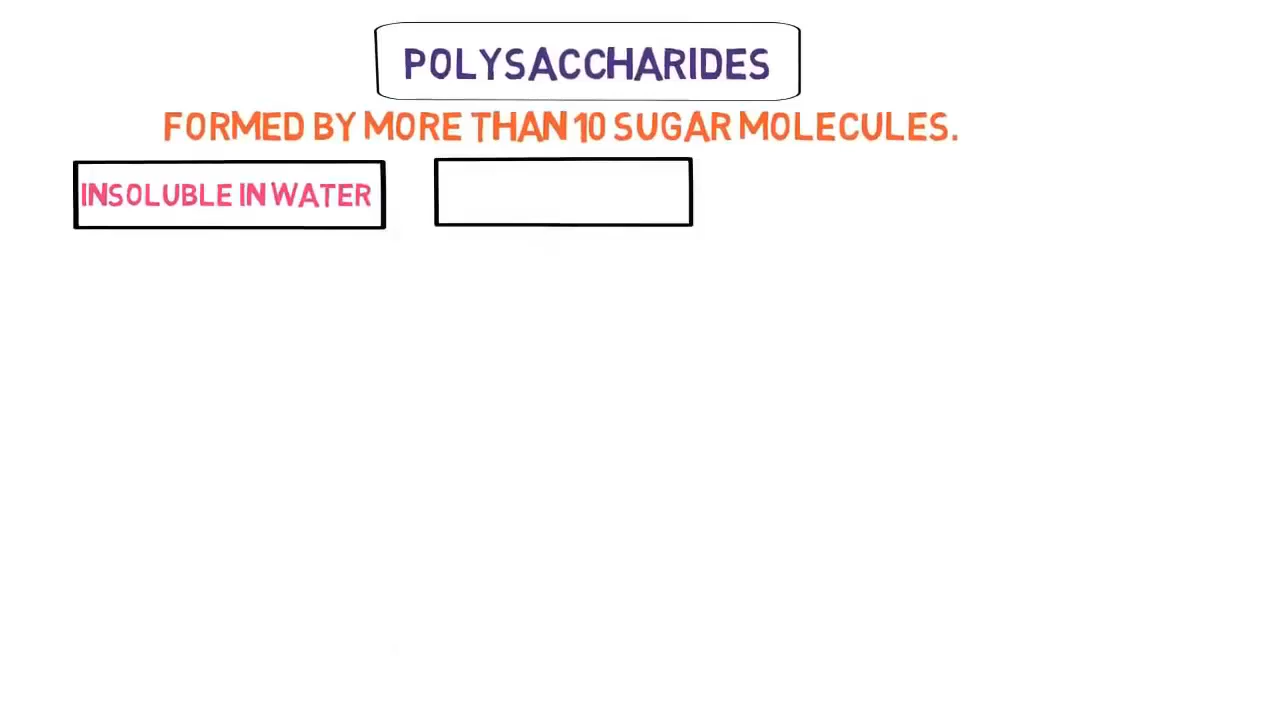 POLYSACCHARIDES
FORMED BY MORE THAN 10 SUGAR MOLECULES.
INSOLUBLE IN WATER